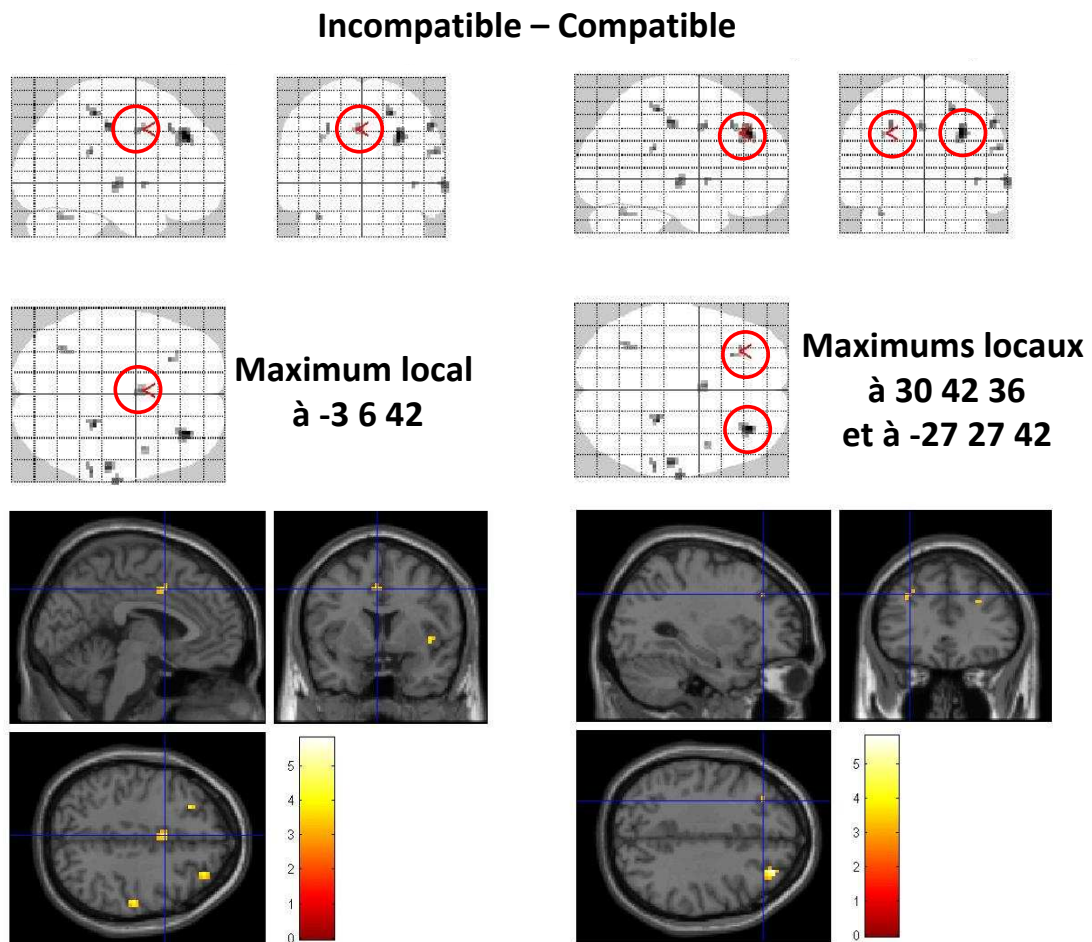 Incompatible – Compatible
Maximum local
à -3 6 42
Maximums locaux
à 30 42 36
et à -27 27 42
5
4
3
2
1
0
5
4
3
2
1
0